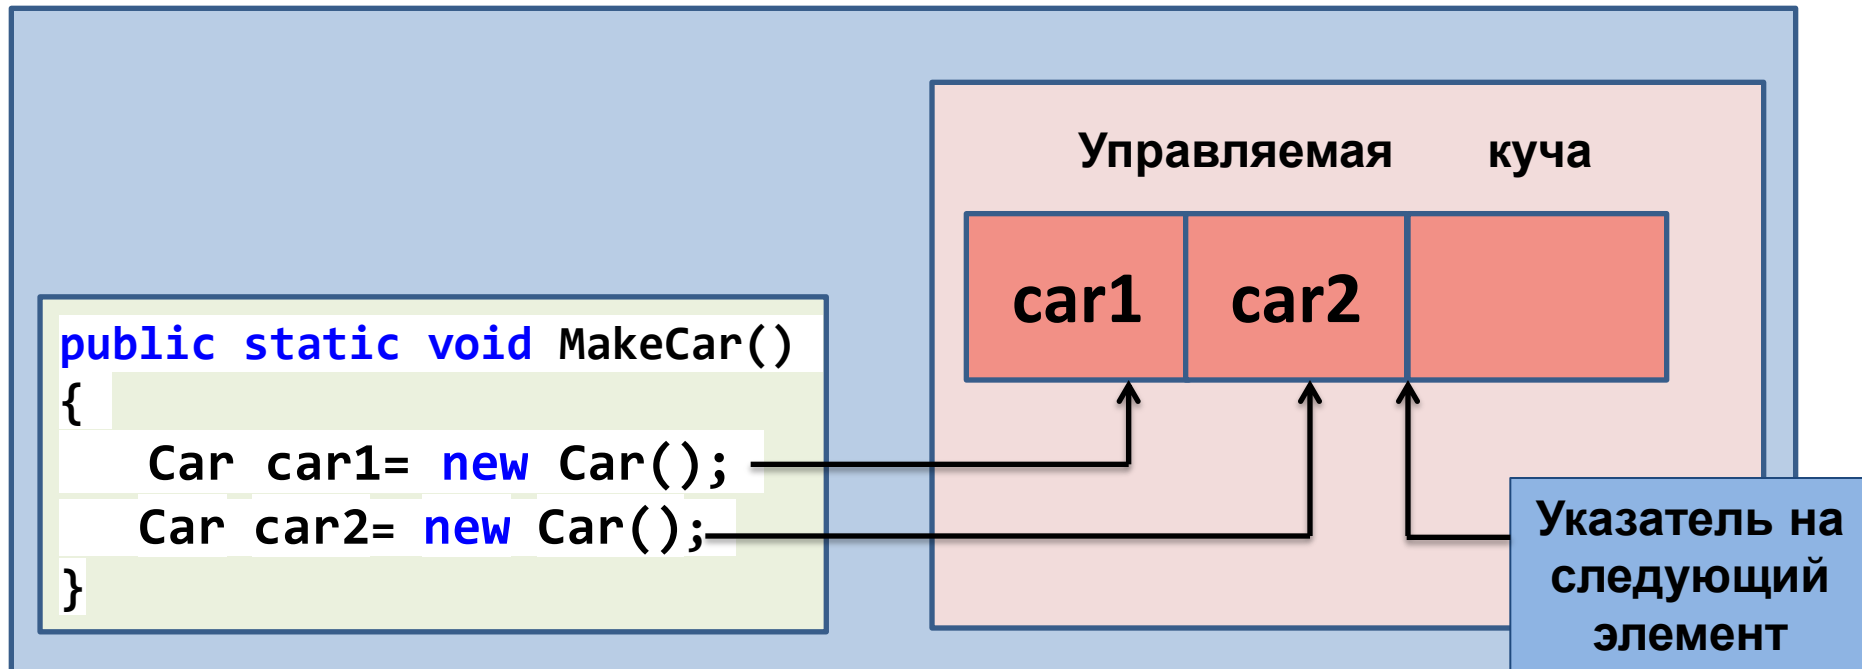 Управляемая куча
car1 car2
public static void MakeCar()
{
Car car1= new Car();
Car car2= new Car();
}
Указатель на
следующий
элемент